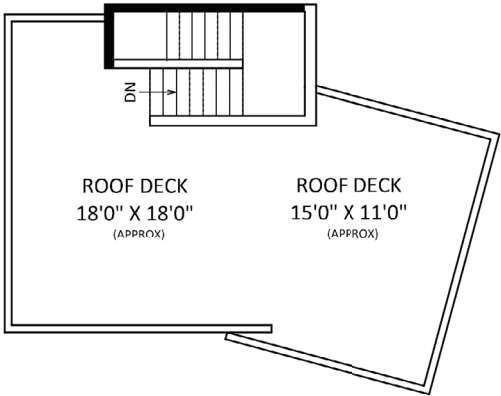 DN
ROOF DECK
18'0" X 18'0"
(APPROX)
ROOF DECK
15'0" X 11'0"
(APPROX)